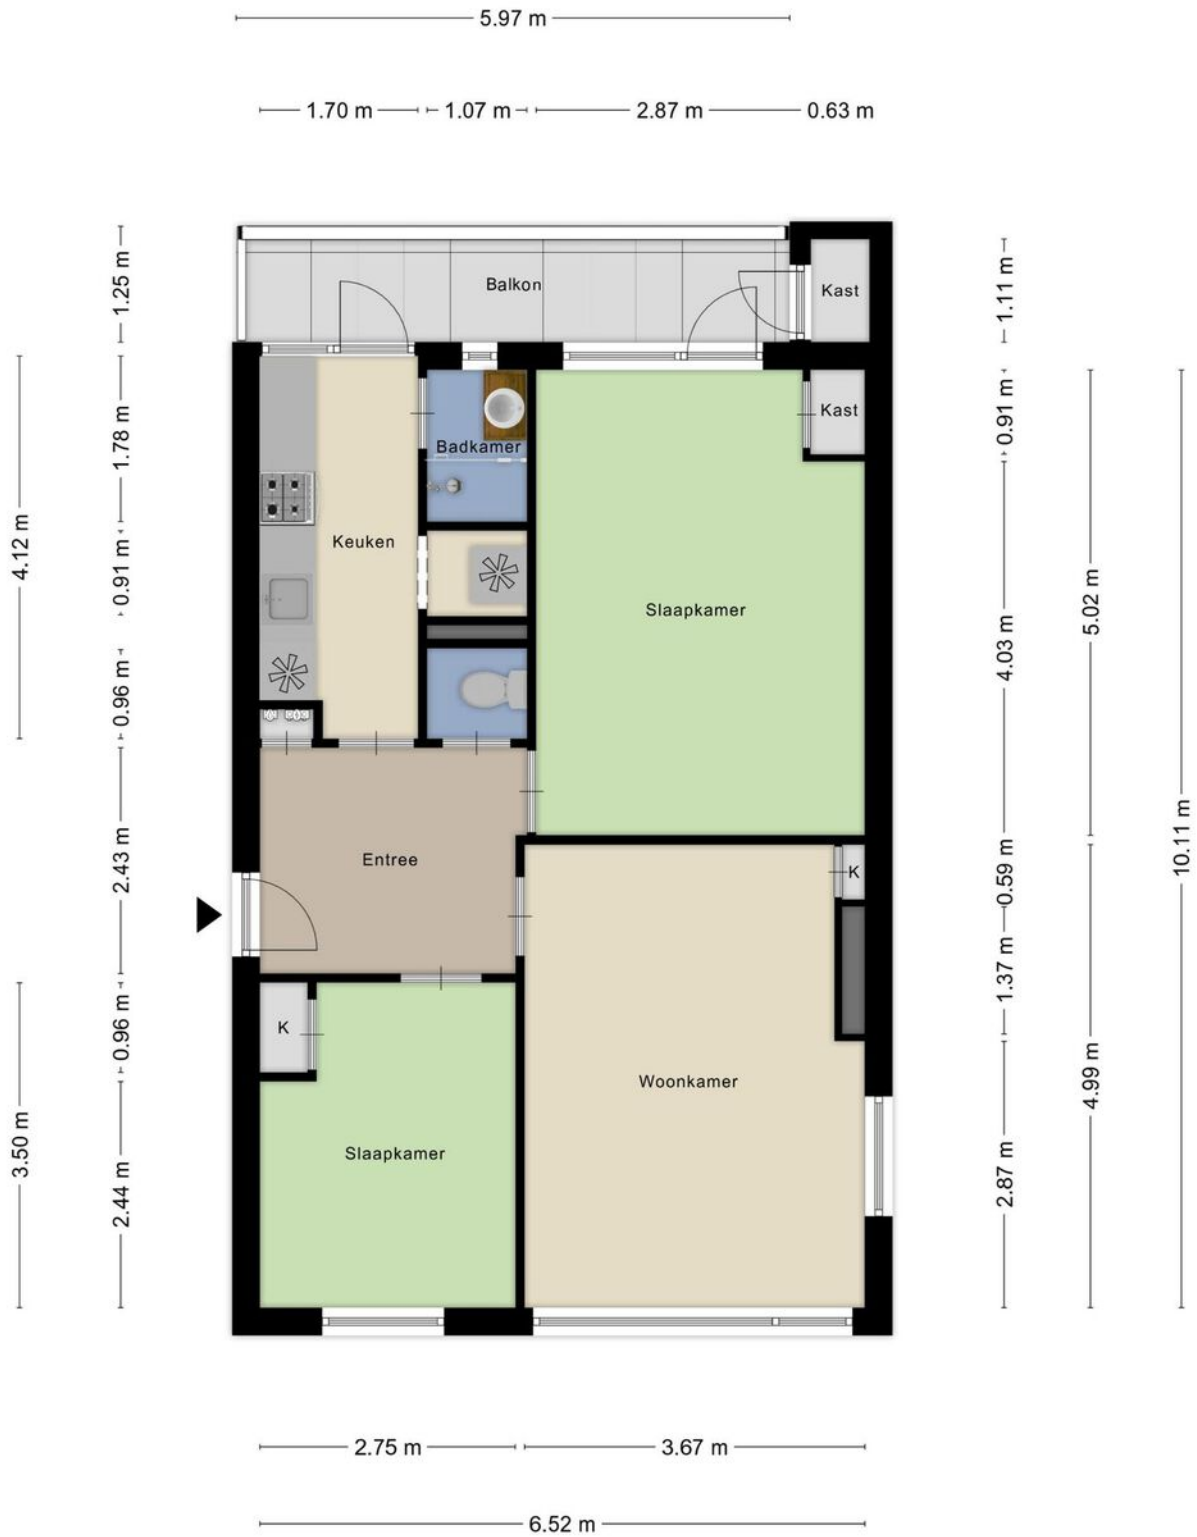 5.97 m
1.70 m
1.07 m
2.87 m
0.63 m
1.25 m
Balkon
Kast
1.11 m
4.12 m
1.78 m
Badkamer
Kast
0.91 m
Keuken
0.91 m
Slaapkamer
4.03 m
5.02 m
0.96 m
10.11 m
2.43 m
Entree
K
0.59 m
1.37 m
3.50 m
0.96 m
K
Woonkamer
4.99 m
2.44 m
Slaapkamer
2.87 m
2.75 m
3.67 m
6.52 m